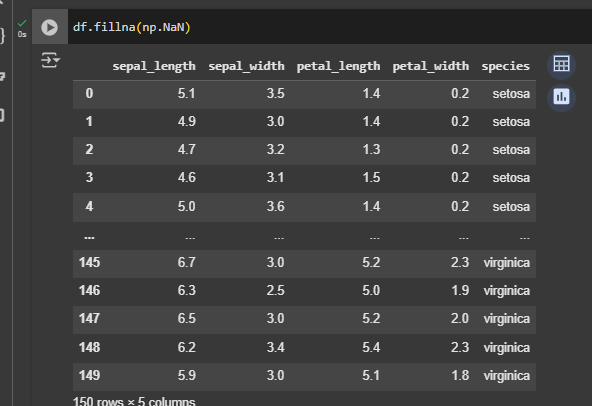 df.fillna(np.NaN)
0s
sepal_length sepal_width petal_length petal_width species
0 5.1 3.5 1.4 0.2 setosa
1 4.9 3.0 1.4 0.2 setosa
2 4.7 3.2 1.3 0.2 setosa
3 4.6 3.1 1.5 0.2 setosa
4 5.0 3.6 1.4 0.2 setosa
... ... ... ... ... ...
145 6.7 3.0 5.2 2.3 virginica
146 6.3 2.5 5.0 1.9 virginica
147 6.5 3.0 5.2 2.0 virginica
148 6.2 3.4 5.4 2.3 virginica
149 5.9 3.0 5.1 1.8 virginica
150 rows × 5 columns